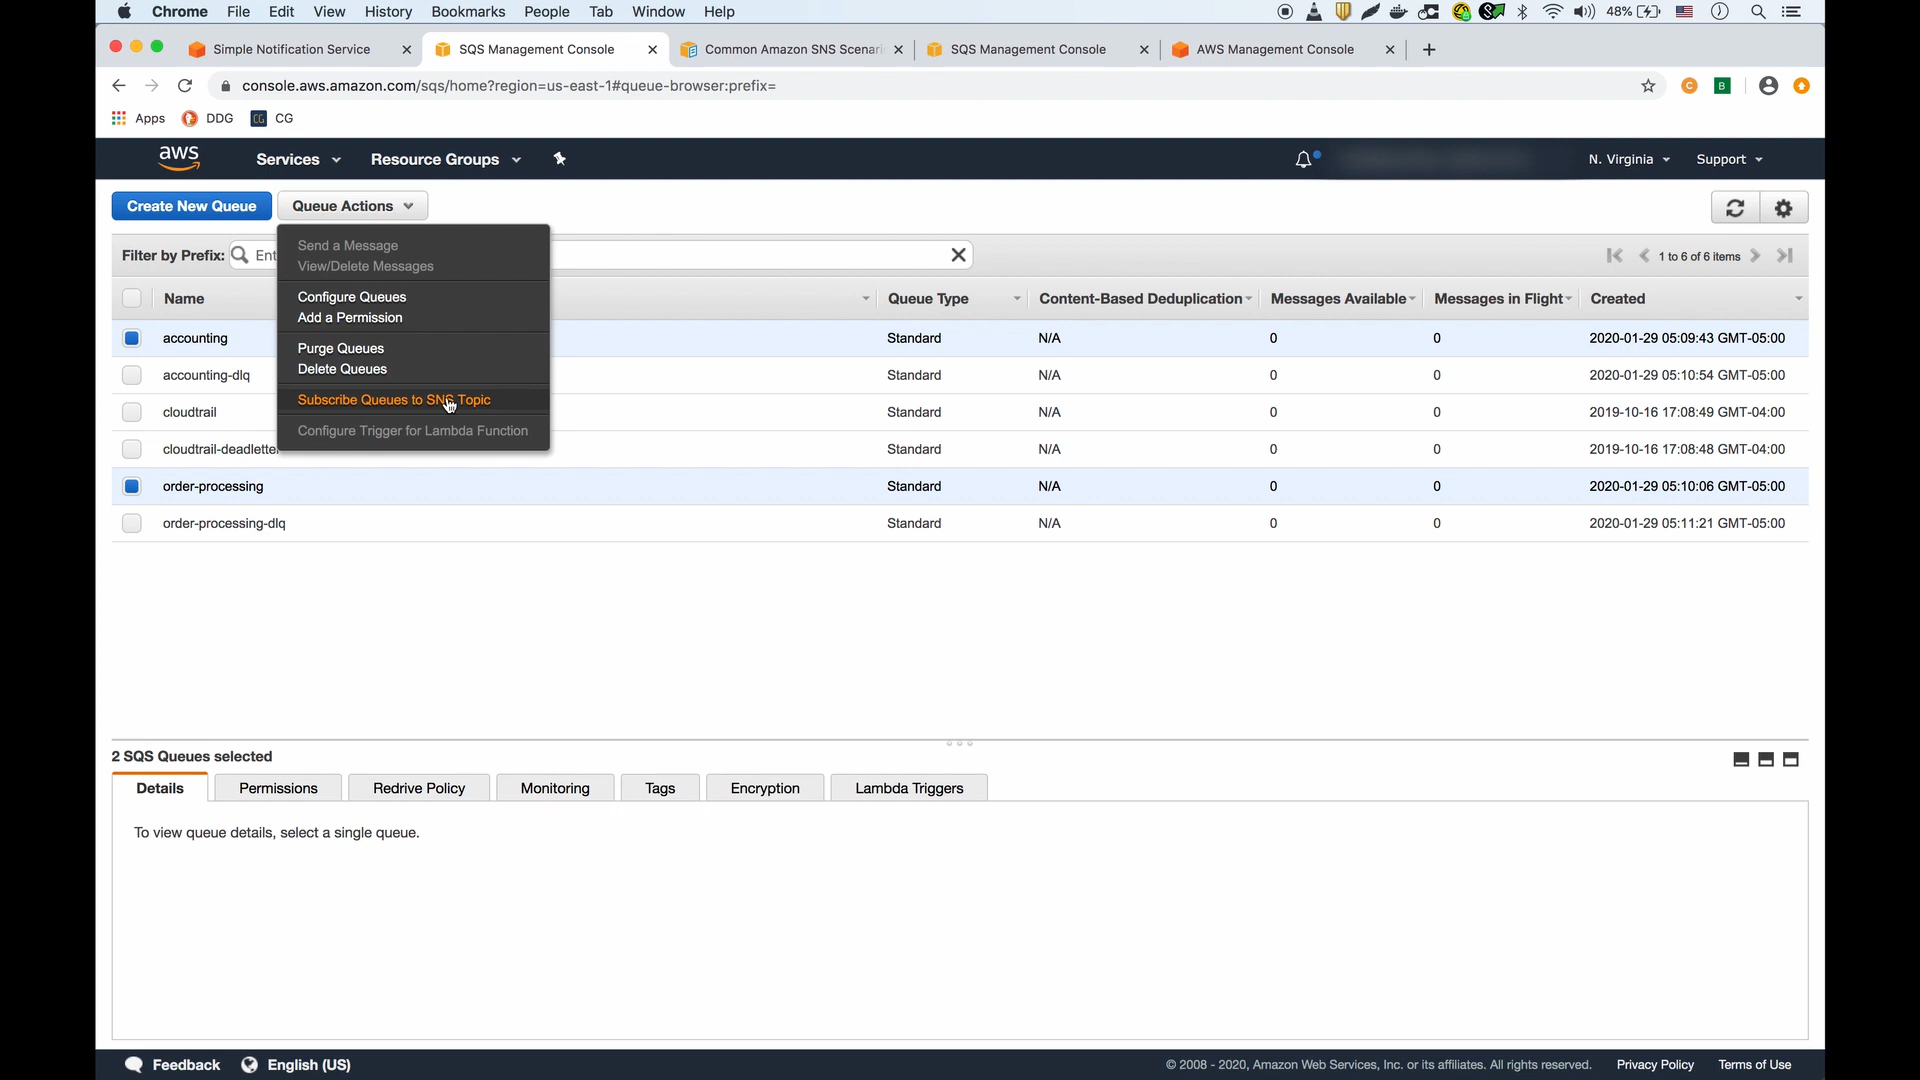 Chrome File Edit View History Bookmarks People Tab Window Help 48%
Simple Notification Service SQS Management Console Common Amazon SNS Scenari SQS Management Console AWS Management Console
console.aws.amazon.com/sqs/home?region=us-east-1#queue-browser:prefix=
C B
Apps DDG CG CG
aws Services Resource Groups N. Virginia Support
Create New Queue Queue Actions
Send a Message
Filter by Prefix: Ent 1 to 6 of 6 items
View/Delete Messages
Configure Queues
Name Queue Type Content-Based Deduplication Messages Available Messages in Flight Created
Add a Permission
accounting Standard N/A 0 0 2020-01-29 05:09:43 GMT-05:00
Purge Queues
Delete Queues
accounting-dlq Standard N/A 0 0 2020-01-29 05:10:54 GMT-05:00
Subscribe Queues to SNS Topic
cloudtrail Standard N/A 0 0 2019-10-16 17:08:49 GMT-04:00
Configure Trigger for Lambda Function
cloudtrail-deadletter Standard N/A 0 0 2019-10-16 17:08:48 GMT-04:00
order-processing Standard N/A 0 0 2020-01-29 05:10:06 GMT-05:00
order-processing-dlq Standard N/A 0 0 2020-01-29 05:11:21 GMT-05:00
2 SQS Queues selected
Details Permissions Redrive Policy Monitoring Tags Encryption Lambda Triggers
To view queue details, select a single queue.
Feedback English (US) © 2008 - 2020, Amazon Web Services, Inc. or its affiliates. All rights reserved. Privacy Policy Terms of Use